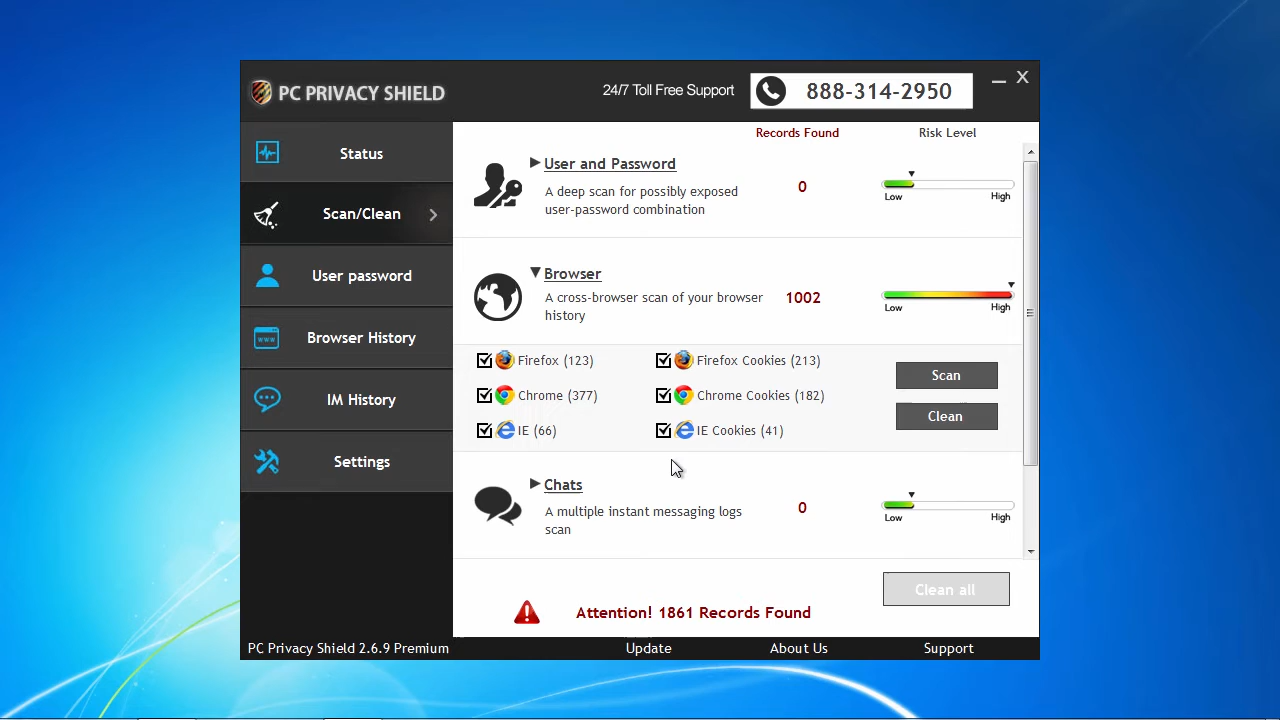 PC PRIVACY SHIELD
24/7 Toll Free Support
888-314-2950
X
Status
Scan/Clean
User password
Browser History
IM History
Settings
Records Found
Risk Level
User and Password
A deep scan for possibly exposed
user-password combination
0
Low
High
Browser
A cross-browser scan of your browser
history
1002
Low
High
Firefox (123)
Firefox Cookies (213)
Chrome (377)
Chrome Cookies (182)
IE (66)
IE Cookies (41)
Scan
Clean
Chats
A multiple instant messaging logs
scan
0
Low
High
Attention! 1861 Records Found
Clean all
PC Privacy Shield 2.6.9 Premium
Update
About Us
Support